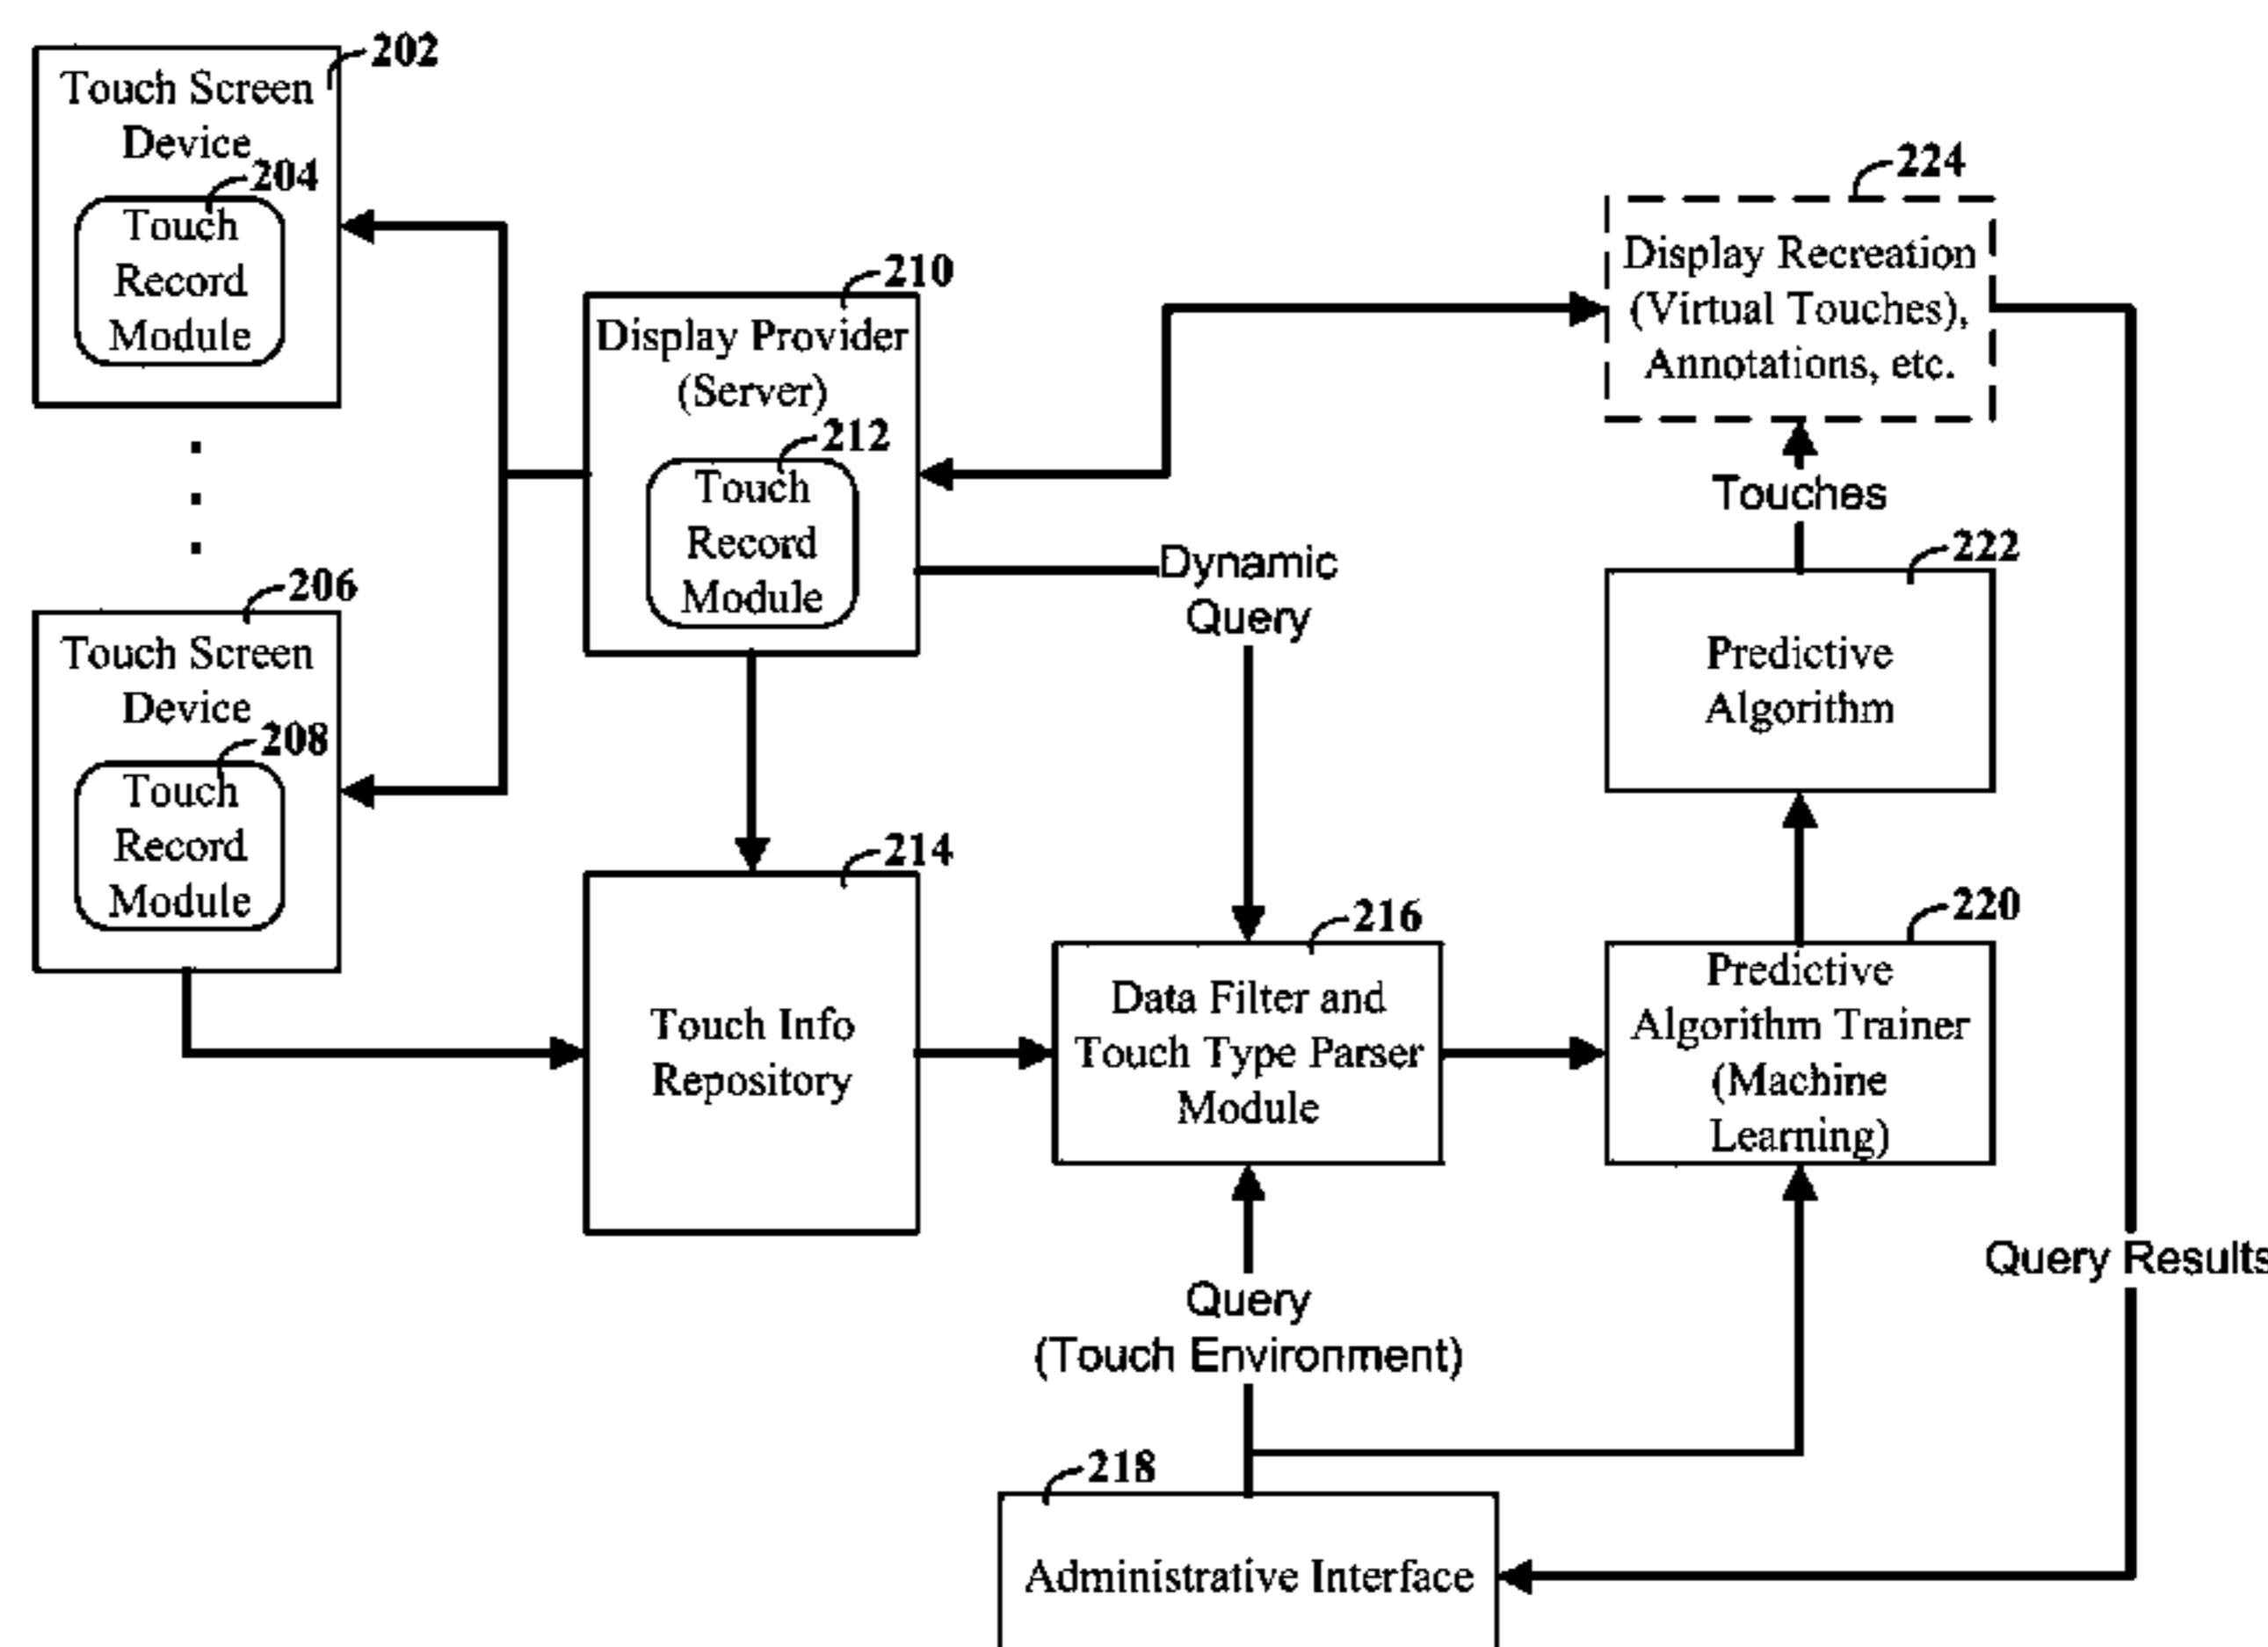 202
Touch Screen
Device
204
Touch
Record
Module
206
Touch Screen
Device
208
Touch
Record
Module
210
Display Provider
(Server)
212
Touch
Record
Module
Dynamic
Query
214
Touch Info
Repository
216
Data Filter and
Touch Type Parser
Module
Query
(Touch Environment)
218
Administrative Interface
224
Display Recreation
(Virtual Touches),
Annotations, etc.
Touches
222
Predictive
Algorithm
220
Predictive
Algorithm Trainer
(Machine
Learning)
Query Results